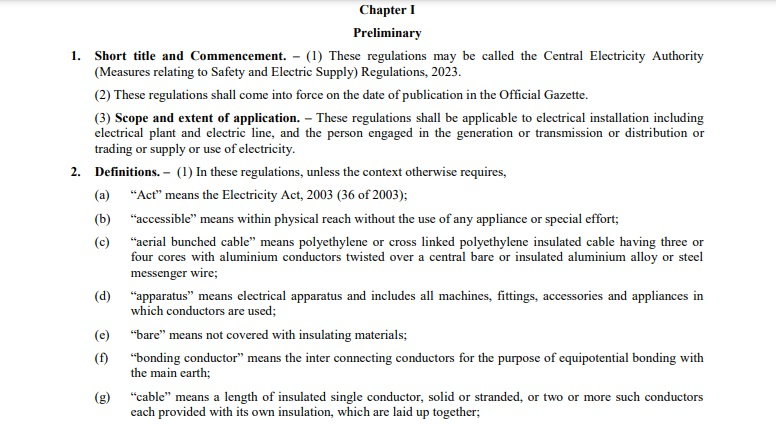 Chapter I
Preliminary
1. Short title and Commencement. – (1) These regulations may be called the Central Electricity Authority
(Measures relating to Safety and Electric Supply) Regulations, 2023.
(2) These regulations shall come into force on the date of publication in the Official Gazette.
(3) Scope and extent of application. – These regulations shall be applicable to electrical installation including
electrical plant and electric line, and the person engaged in the generation or transmission or distribution or
trading or supply or use of electricity.
2. Definitions. – (1) In these regulations, unless the context otherwise requires,
(a) “Act” means the Electricity Act, 2003 (36 of 2003);
(b) “accessible” means within physical reach without the use of any appliance or special effort;
(c) “aerial bunched cable” means polyethylene or cross linked polyethylene insulated cable having three or
four cores with aluminium conductors twisted over a central bare or insulated aluminium alloy or steel
messenger wire;
(d) “apparatus” means electrical apparatus and includes all machines, fittings, accessories and appliances in
which conductors are used;
(e) “bare” means not covered with insulating materials;
(f) “bonding conductor” means the inter connecting conductors for the purpose of equipotential bonding with
the main earth;
(g) “cable” means a length of insulated single conductor, solid or stranded, or two or more such conductors
each provided with its own insulation, which are laid up together;